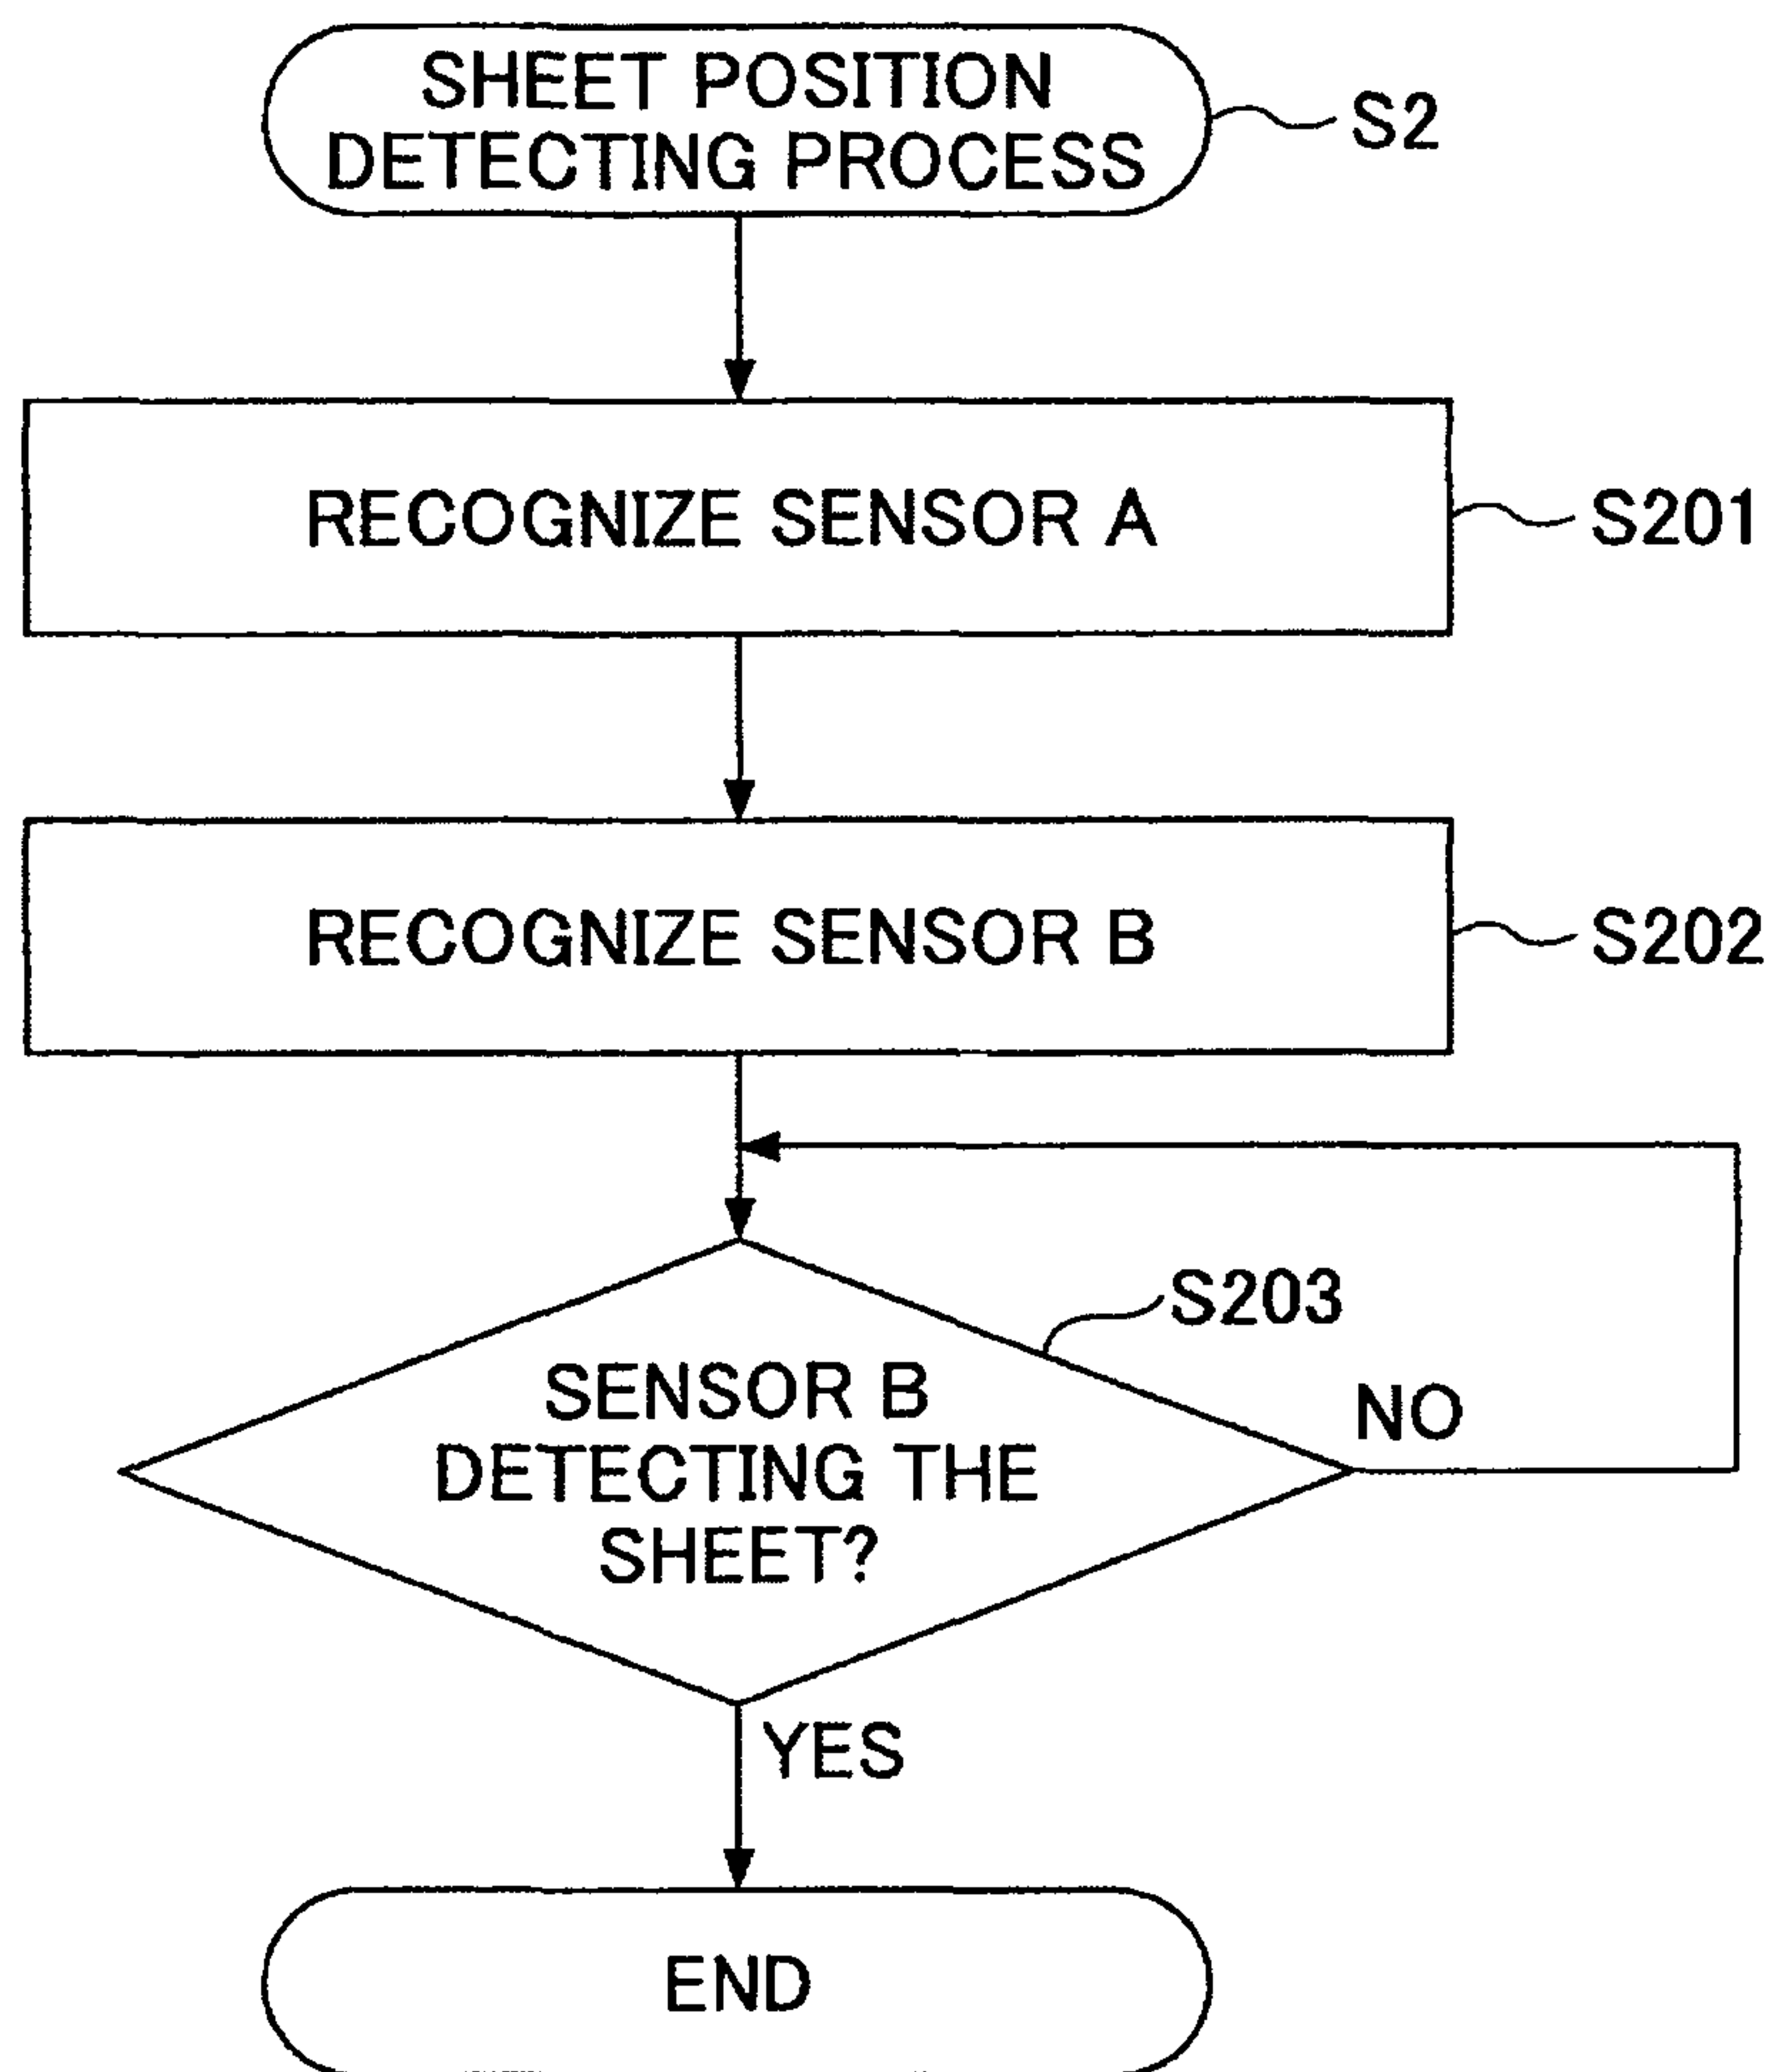 SHEET POSITION
DETECTING PROCESS
S2
RECOGNIZE SENSOR A
S201
RECOGNIZE SENSOR B
S202
S203
SENSOR B
DETECTING THE
SHEET?
NO
YES
END